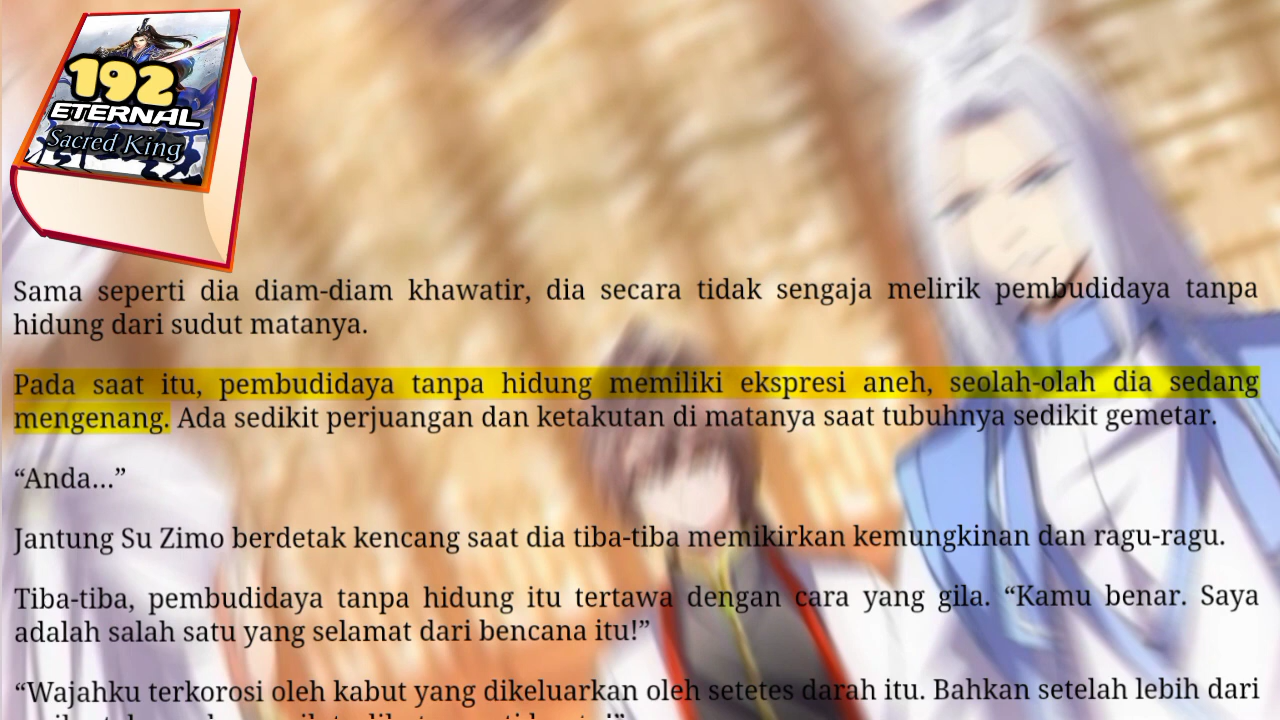 192
ETERNAL
Sacred King
Sama seperti dia diam-diam khawatir, dia secara tidak sengaja melirik pembudidaya tanpa
hidung dari sudut matanya.
Pada saat itu, pembudidaya tanpa hidung memiliki ekspresi aneh, seolah-olah dia sedang
mengenang. Ada sedikit perjuangan dan ketakutan di matanya saat tubuhnya sedikit gemetar.
“Anda...”
Jantung Su Zimo berdetak kencang saat dia tiba-tiba memikirkan kemungkinan dan ragu-ragu.
Tiba-tiba, pembudidaya tanpa hidung itu tertawa dengan cara yang gila. “Kamu benar. Saya
adalah salah satu yang selamat dari bencana itu!”
“Wajahku terkorosi oleh kabut yang dikeluarkan oleh setetes darah itu. Bahkan setelah lebih dari